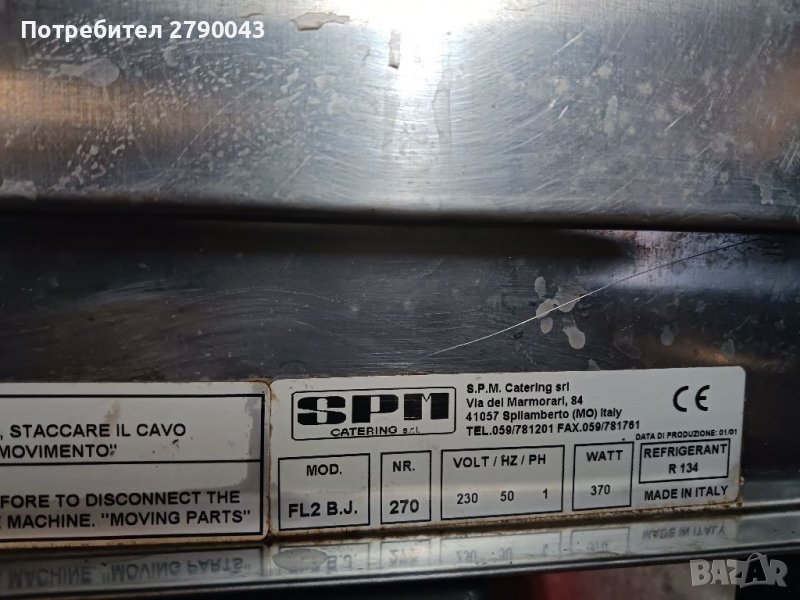 Потребител 2790043
, STACCARE IL CAVO
MOVIMENTO"
FORE TO DISCONNECT THE
MACHINE. "MOVING PARTS"
SPM
CATERING s.r.l.
S.P.M. Catering srl
Via dei Marmorari, 84
41057 Spilamberto (MO) Italy
TEL.059/781201 FAX.059/781761
CE
DATA DI PRODUZIONE: 01/01
MOD.
FL2 B.J.
NR.
270
VOLT / HZ / PH
230 50 1
WATT
370
REFRIGERANT
R 134
MADE IN ITALY
BAZAR